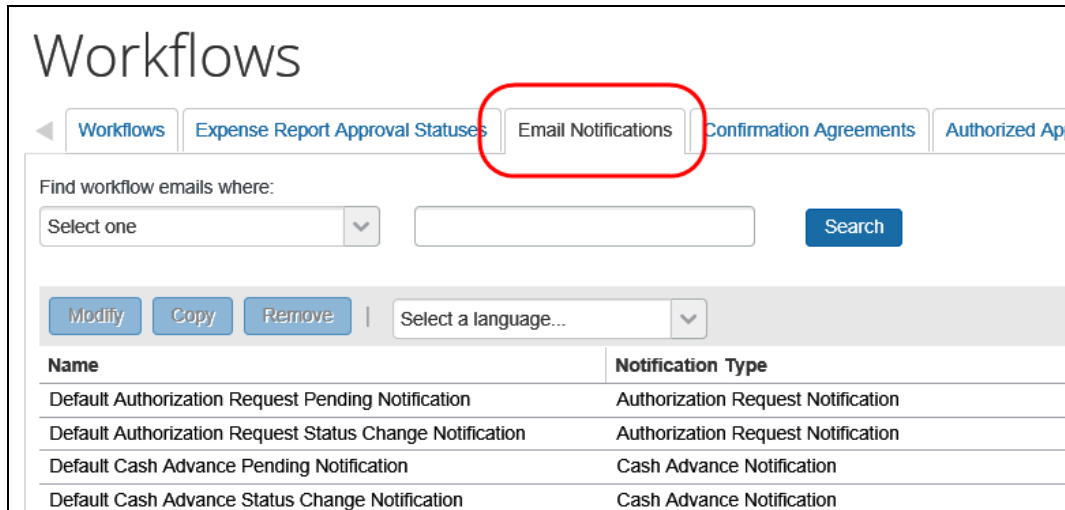 Workflows
Workflows Expense Report Approval Statuses Email Notifications Confirmation Agreements Authorized Ap
Find workflow emails where:
Select one Search
Modify Copy Remove | Select a language...
Name Notification Type
Default Authorization Request Pending Notification Authorization Request Notification
Default Authorization Request Status Change Notification Authorization Request Notification
Default Cash Advance Pending Notification Cash Advance Notification
Default Cash Advance Status Change Notification Cash Advance Notification